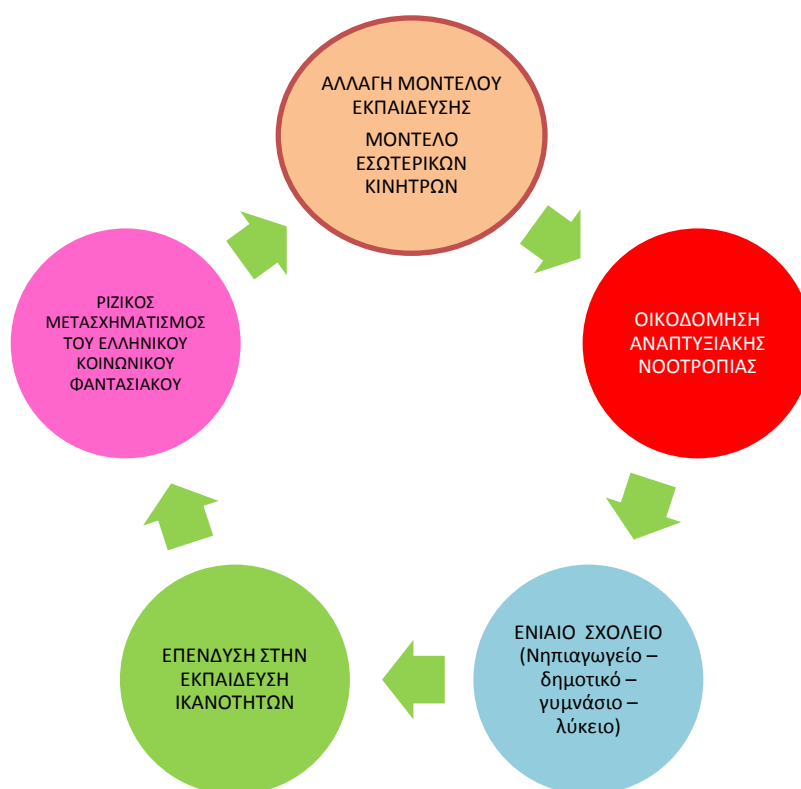 ΑΛΛΑΓΗ ΜΟΝΤΕΛΟΥ
ΕΚΠΑΙΔΕΥΣΗΣ
ΜΟΝΤΕΛΟ
ΕΣΩΤΕΡΙΚΩΝ
ΚΙΝΗΤΡΩΝ
ΟΙΚΟΔΟΜΗΣΗ
ΑΝΑΠΤΥΞΙΑΚΗΣ
ΝΟΟΤΡΟΠΙΑΣ
ΕΝΙΑΙΟ ΣΧΟΛΕΙΟ
(Νηπιαγωγείο –
δημοτικό –
γυμνάσιο –
λύκειο)
ΕΠΕΝΔΥΣΗ ΣΤΗΝ
ΕΚΠΑΙΔΕΥΣΗ
ΙΚΑΝΟΤΗΤΩΝ
ΡΙΖΙΚΟΣ
ΜΕΤΑΣΧΗΜΑΤΙΣΜΟΣ
ΤΟΥ ΕΛΛΗΝΙΚΟΥ
ΚΟΙΝΩΝΙΚΟΥ
ΦΑΝΤΑΣΙΑΚΟΥ